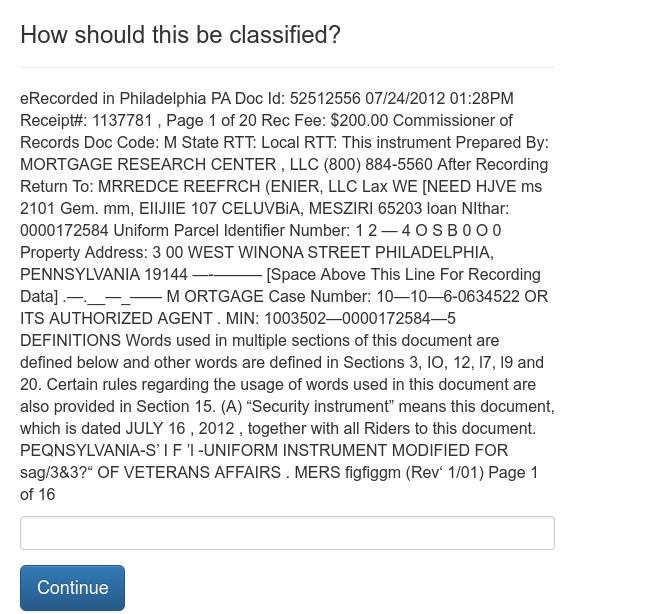 How should this be classified?
eRecorded in Philadelphia PA Doc Id: 52512556 07/24/2012 01:28PM
Receipt#: 1137781 , Page 1 of 20 Rec Fee: $200.00 Commissioner of
Records Doc Code: M State RTT: Local RTT: This instrument Prepared By:
MORTGAGE RESEARCH CENTER , LLC (800) 884-5560 After Recording
Return To: MRREDCE REEFRCH (ENIER, LLC Lax WE [NEED HJVE ms
2101 Gem. mm, EIIJIIE 107 CELUVBiA, MESZIRI 65203 loan NIthar:
0000172584 Uniform Parcel Identifier Number: 1 2 — 4 O S B 0 O 0
Property Address: 3 00 WEST WINONA STREET PHILADELPHIA,
PENNSYLVANIA 19144 —-——— [Space Above This Line For Recording
Data] .—.__—_—— M ORTGAGE Case Number: 10—10—6-0634522 OR
ITS AUTHORIZED AGENT . MIN: 1003502—0000172584—5
DEFINITIONS Words used in multiple sections of this document are
defined below and other words are defined in Sections 3, IO, 12, l7, l9 and
20. Certain rules regarding the usage of words used in this document are
also provided in Section 15. (A) “Security instrument” means this document,
which is dated JULY 16 , 2012 , together with all Riders to this document.
PEQNSYLVANIA-S’ I F ’l -UNIFORM INSTRUMENT MODIFIED FOR
sag/3&3?“ OF VETERANS AFFAIRS . MERS figfiggm (Rev‘ 1/01) Page 1
of 16
Continue